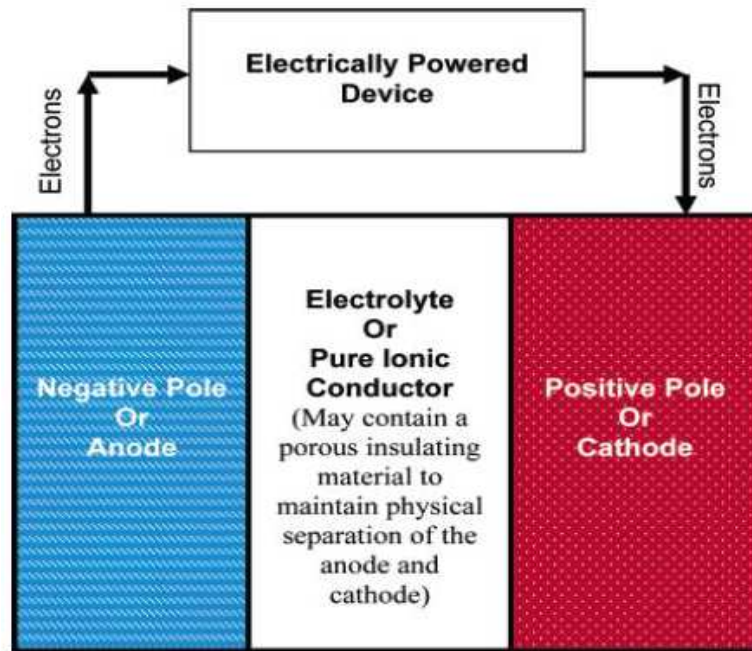 Electrically Powered
Device
Electrons
Electrons
Negative Pole
Or
Anode
Electrolyte
Or
Pure Ionic
Conductor
(May contain a
porous insulating
material to
maintain physical
separation of the
anode and
cathode)
Positive Pole
Or
Cathode